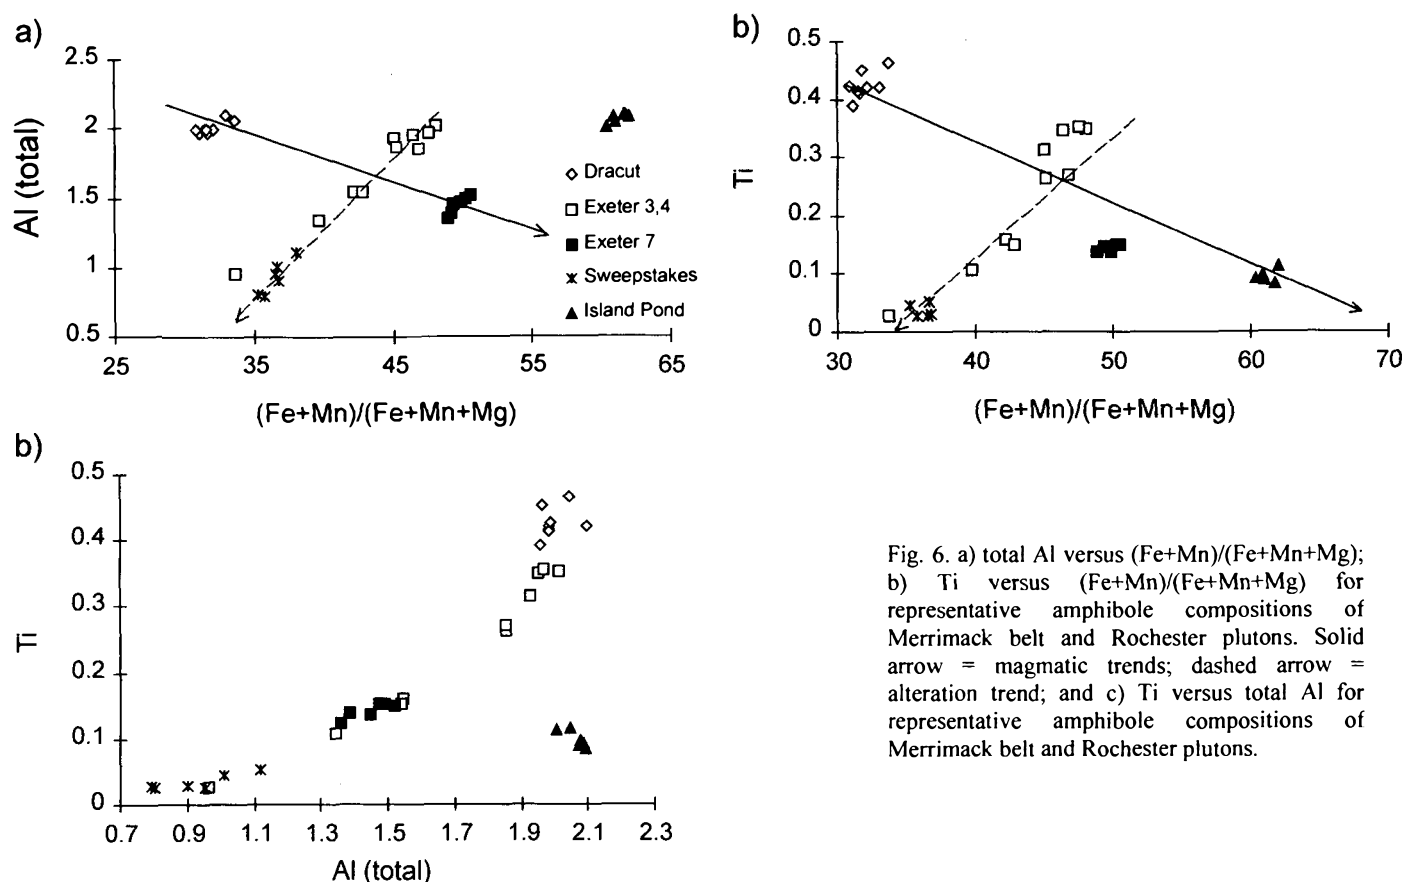 a)
2.5
2
1.5
1
0.5
Al (total)
25 35 45 55 65
(Fe+Mn)/(Fe+Mn+Mg)
Dracut
Exeter 3,4
Exeter 7
Sweepstakes
Island Pond
b)
0.5
0.4
0.3
0.2
0.1
0
Ti
30 40 50 60 70
(Fe+Mn)/(Fe+Mn+Mg)
b)
0.5
0.4
0.3
0.2
0.1
0
Ti
0.7 0.9 1.1 1.3 1.5 1.7 1.9 2.1 2.3
Al (total)
Fig. 6. a) total Al versus (Fe+Mn)/(Fe+Mn+Mg);
b) Ti versus (Fe+Mn)/(Fe+Mn+Mg) for
representative amphibole compositions of
Merrimack belt and Rochester plutons. Solid
arrow = magmatic trends; dashed arrow =
alteration trend; and c) Ti versus total Al for
representative amphibole compositions of
Merrimack belt and Rochester plutons.